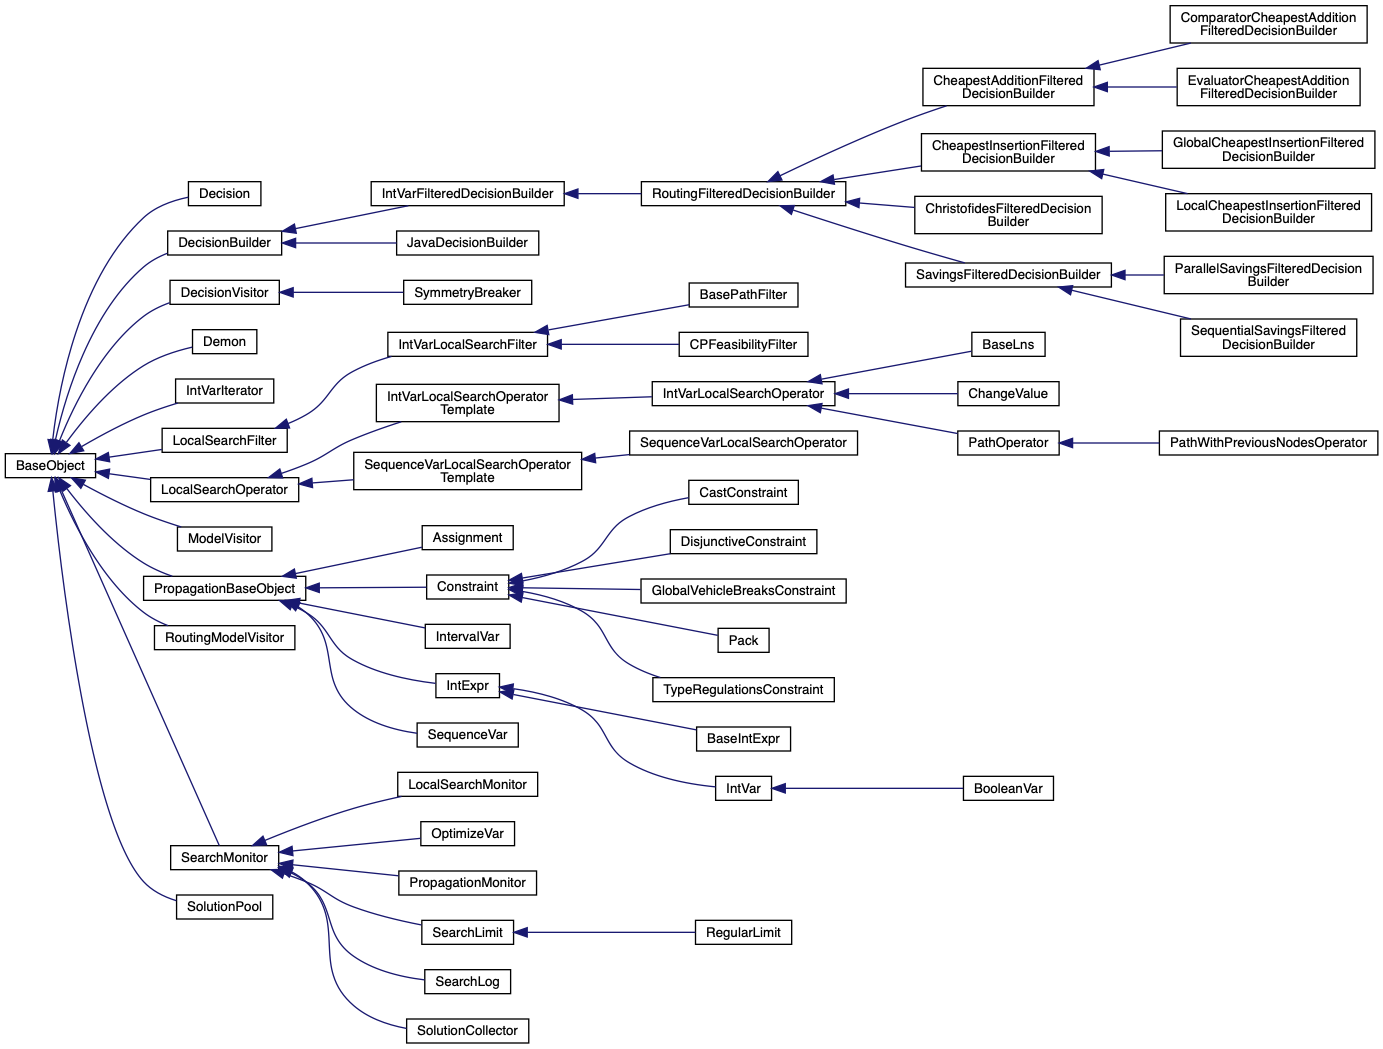 ComparatorCheapestAddition
FilteredDecisionBuilder
CheapestAdditionFiltered
DecisionBuilder
EvaluatorCheapestAddition
FilteredDecisionBuilder
CheapestInsertionFiltered
DecisionBuilder
GlobalCheapestInsertionFiltered
DecisionBuilder
Decision
IntVarFilteredDecisionBuilder
RoutingFilteredDecisionBuilder
LocalCheapestInsertionFiltered
DecisionBuilder
ChristofidesFilteredDecision
Builder
DecisionBuilder
JavaDecisionBuilder
SavingsFilteredDecisionBuilder
ParallelSavingsFilteredDecision
Builder
DecisionVisitor
SymmetryBreaker
BasePathFilter
SequentialSavingsFiltered
DecisionBuilder
Demon
IntVarLocalSearchFilter
CPFeasibilityFilter
BaseLns
IntVarIterator
IntVarLocalSearchOperator
Template
IntVarLocalSearchOperator
ChangeValue
LocalSearchFilter
SequenceVarLocalSearchOperator
PathOperator
PathWithPreviousNodesOperator
BaseObject
SequenceVarLocalSearchOperator
Template
LocalSearchOperator
CastConstraint
ModelVisitor
Assignment
DisjunctiveConstraint
PropagationBaseObject
Constraint
GlobalVehicleBreaksConstraint
RoutingModelVisitor
IntervalVar
Pack
IntExpr
TypeRegulationsConstraint
SequenceVar
BaseIntExpr
LocalSearchMonitor
IntVar
BooleanVar
OptimizeVar
SearchMonitor
PropagationMonitor
SolutionPool
SearchLimit
RegularLimit
SearchLog
SolutionCollector